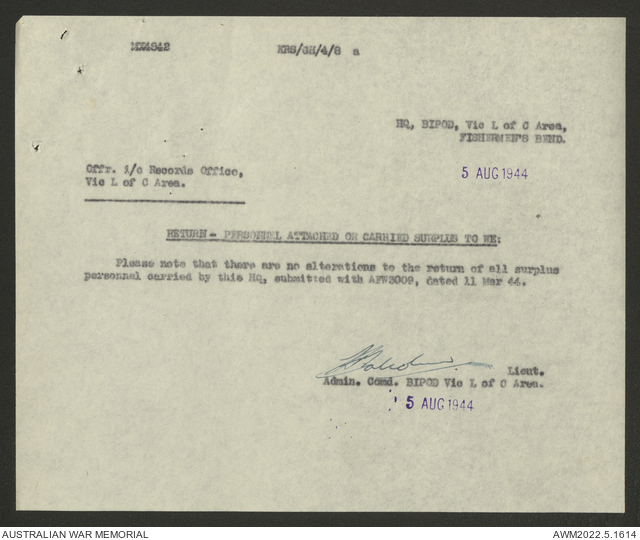 MX4842 KRS/GH/4/8 a
HQ, BIPOD, Vic L of C Area,
FISHERMEN'S BEND.
5 AUG 1944
Offr. i/c Records Office,
Vic L of C Area.
RETURN - PERSONNEL ATTACHED OR CARRIED SURPLUS TO WE:
Please note that there are no alterations to the return of all surplus
personnel carried by this HQ, submitted with AFW3009, dated 11 Mar 44.
Lieut.
Admin. Comd. BIPOD Vic L of C Area.
5 AUG 1944
AUSTRALIAN WAR MEMORIAL AWM2022.5.1614